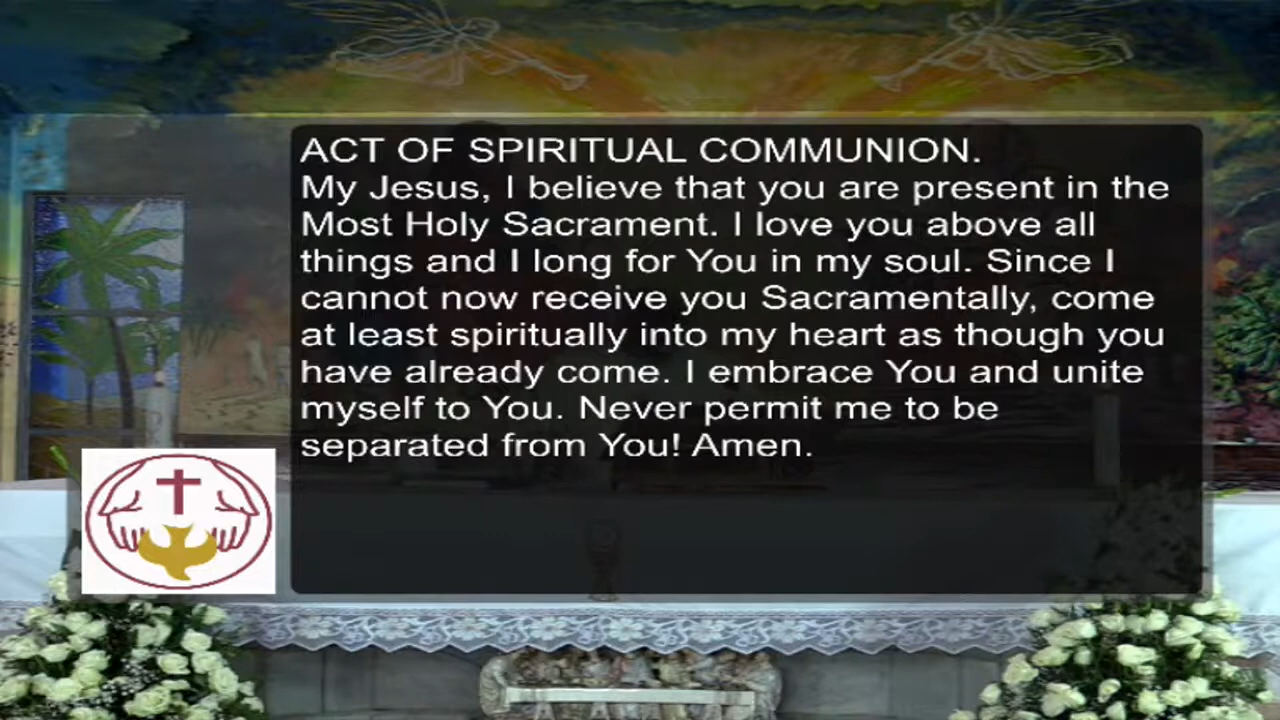 ACT OF SPIRITUAL COMMUNION.
My Jesus, I believe that you are present in the
Most Holy Sacrament. I love you above all
things and I long for You in my soul. Since I
cannot now receive you Sacramentally, come
at least spiritually into my heart as though you
have already come. I embrace You and unite
myself to You. Never permit me to be
separated from You! Amen.